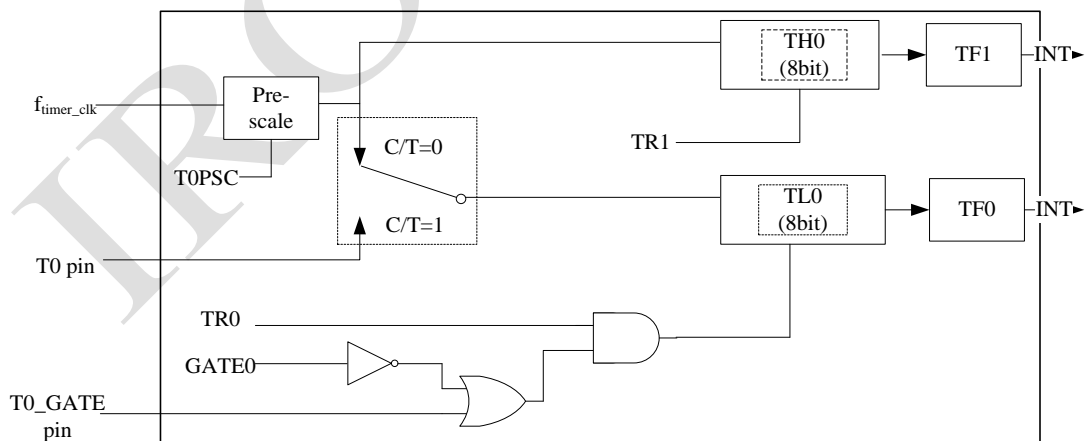 TH0
(8bit)
TF1
INT
f_timer_clk
Pre-
scale
C/T=0
TR1
T0PSC
TL0
(8bit)
TF0
INT
C/T=1
T0 pin
TR0
GATE0
T0_GATE
pin